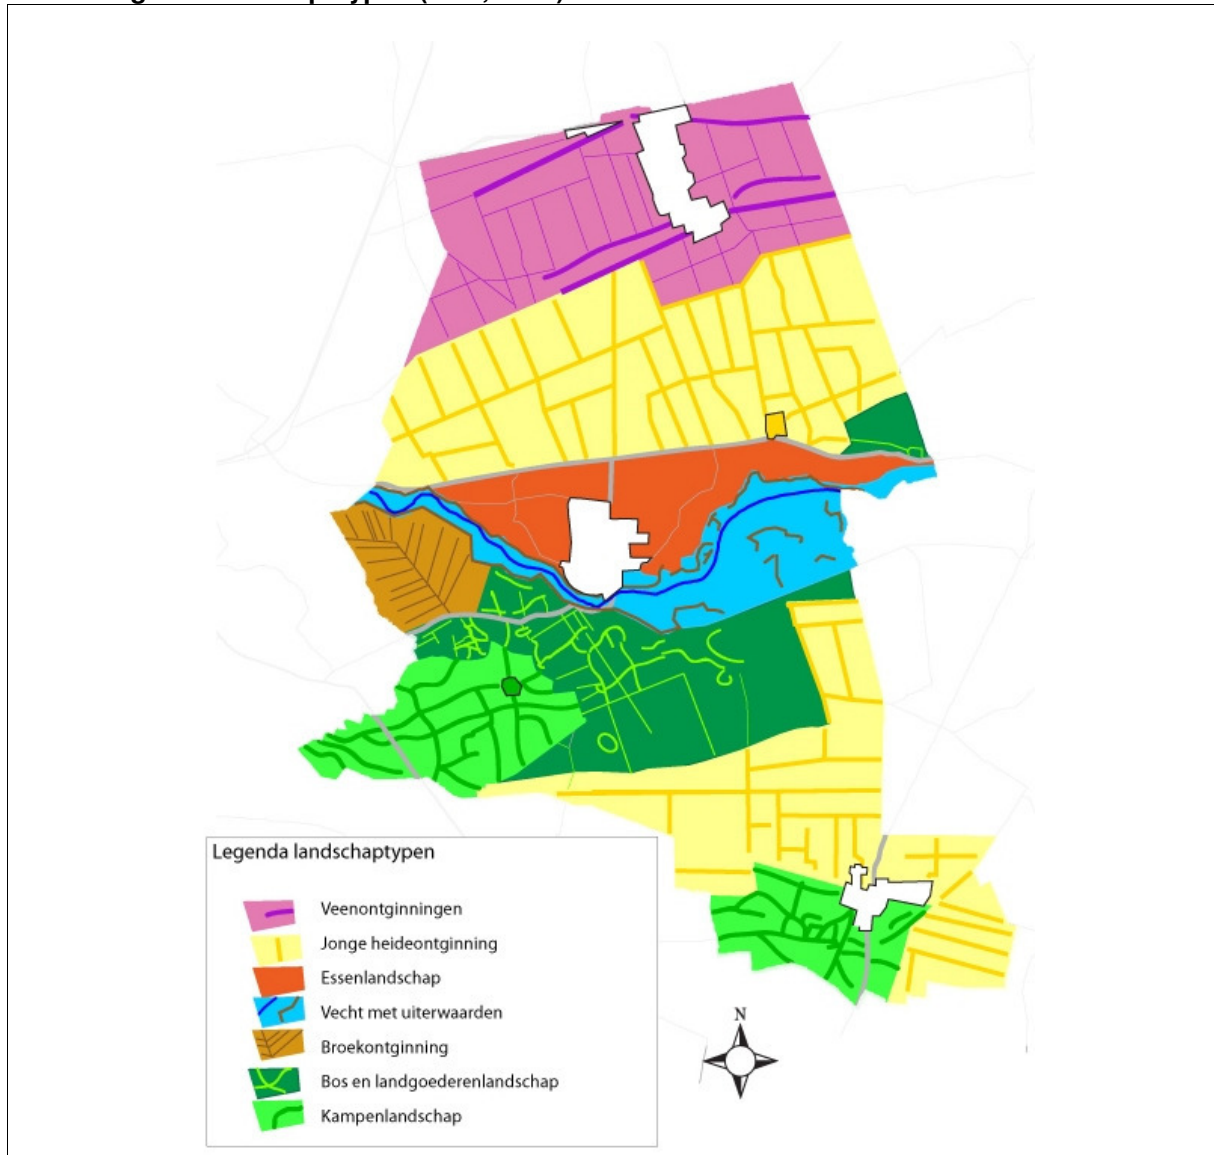 Legenda landschaptypen
Veenontginningen
Jonge heideontginning
Essenlandschap
Vecht met uiterwaarden
Broekontginning
Bos en landgoederenlandschap
Kampenlandschap
N